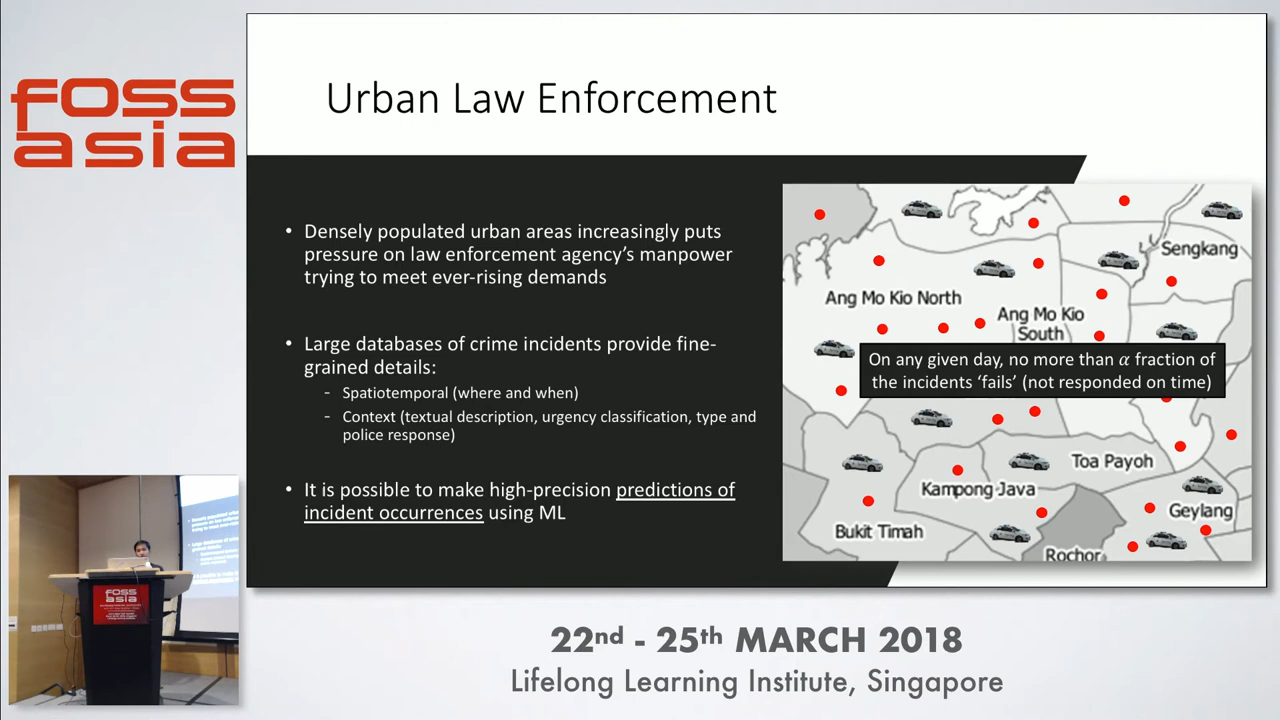 foss
asia
Urban Law Enforcement
• Densely populated urban areas increasingly puts
pressure on law enforcement agency's manpower
trying to meet ever-rising demands
• Large databases of crime incidents provide fine-
grained details:
- Spatiotemporal (where and when)
- Context (textual description, urgency classification, type and
police response)
• It is possible to make high-precision predictions of
incident occurrences using ML
Sengkang
Ang Mo Kio North
Ang Mo Kio
South
On any given day, no more than α fraction of
the incidents 'fails' (not responded on time)
Toa Payoh
Kampong Java
Geylang
Bukit Timah
Rochor
foss
asia
22nd - 25th MARCH 2018
Lifelong Learning Institute, Singapore